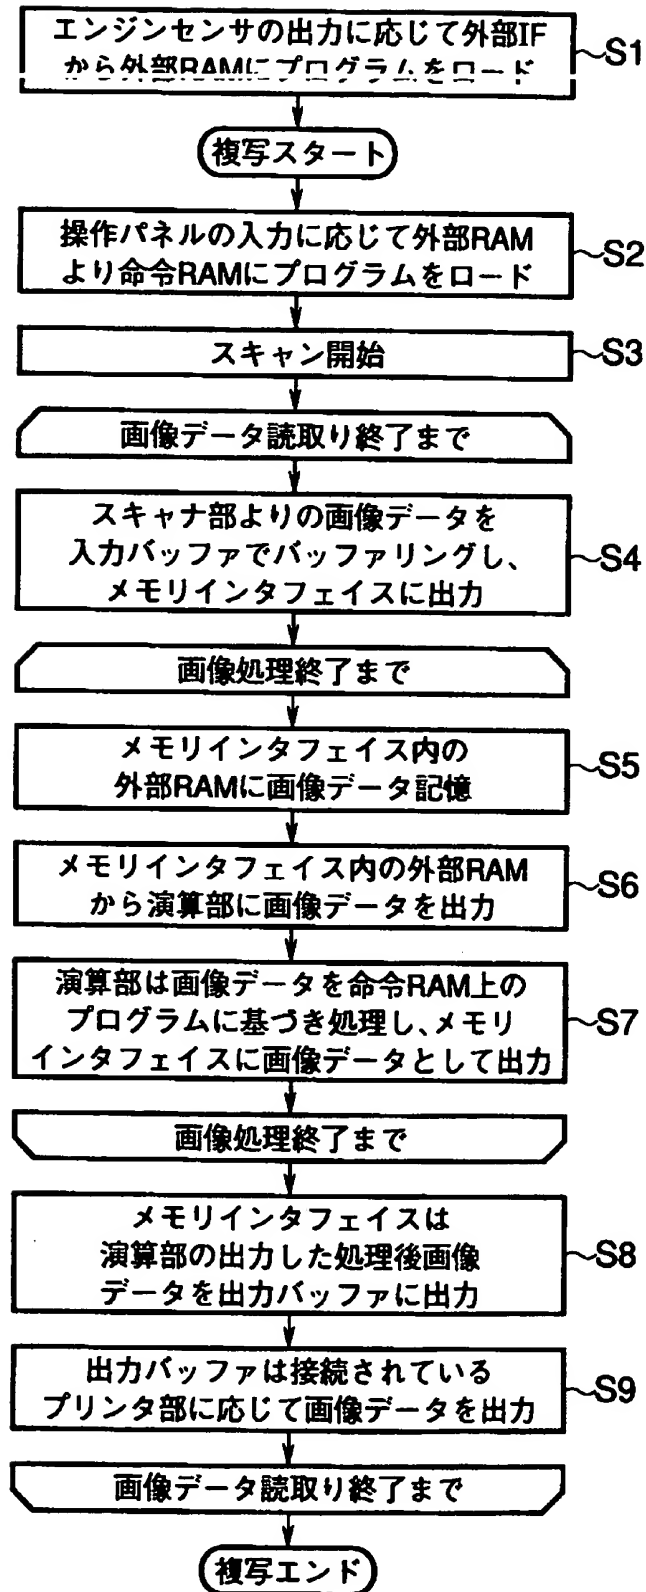 エンジンセンサの出力に応じて外部IF
から外部RAMにプログラムをロード
S1
複写スタート
操作パネルの入力に応じて外部RAM
より命令RAMにプログラムをロード
S2
スキャン開始
S3
画像データ読取り終了まで
スキャナ部よりの画像データを
入力バッファでバッファリングし、
メモリインタフェイスに出力
S4
画像処理終了まで
メモリインタフェイス内の
外部RAMに画像データ記憶
S5
メモリインタフェイス内の外部RAM
から演算部に画像データを出力
S6
演算部は画像データを命令RAM上の
プログラムに基づき処理し、メモリ
インタフェイスに画像データとして出力
S7
画像処理終了まで
メモリインタフェイスは
演算部の出力した処理後画像
データを出力バッファに出力
S8
出力バッファは接続されている
プリンタ部に応じて画像データを出力
S9
画像データ読取り終了まで
複写エンド